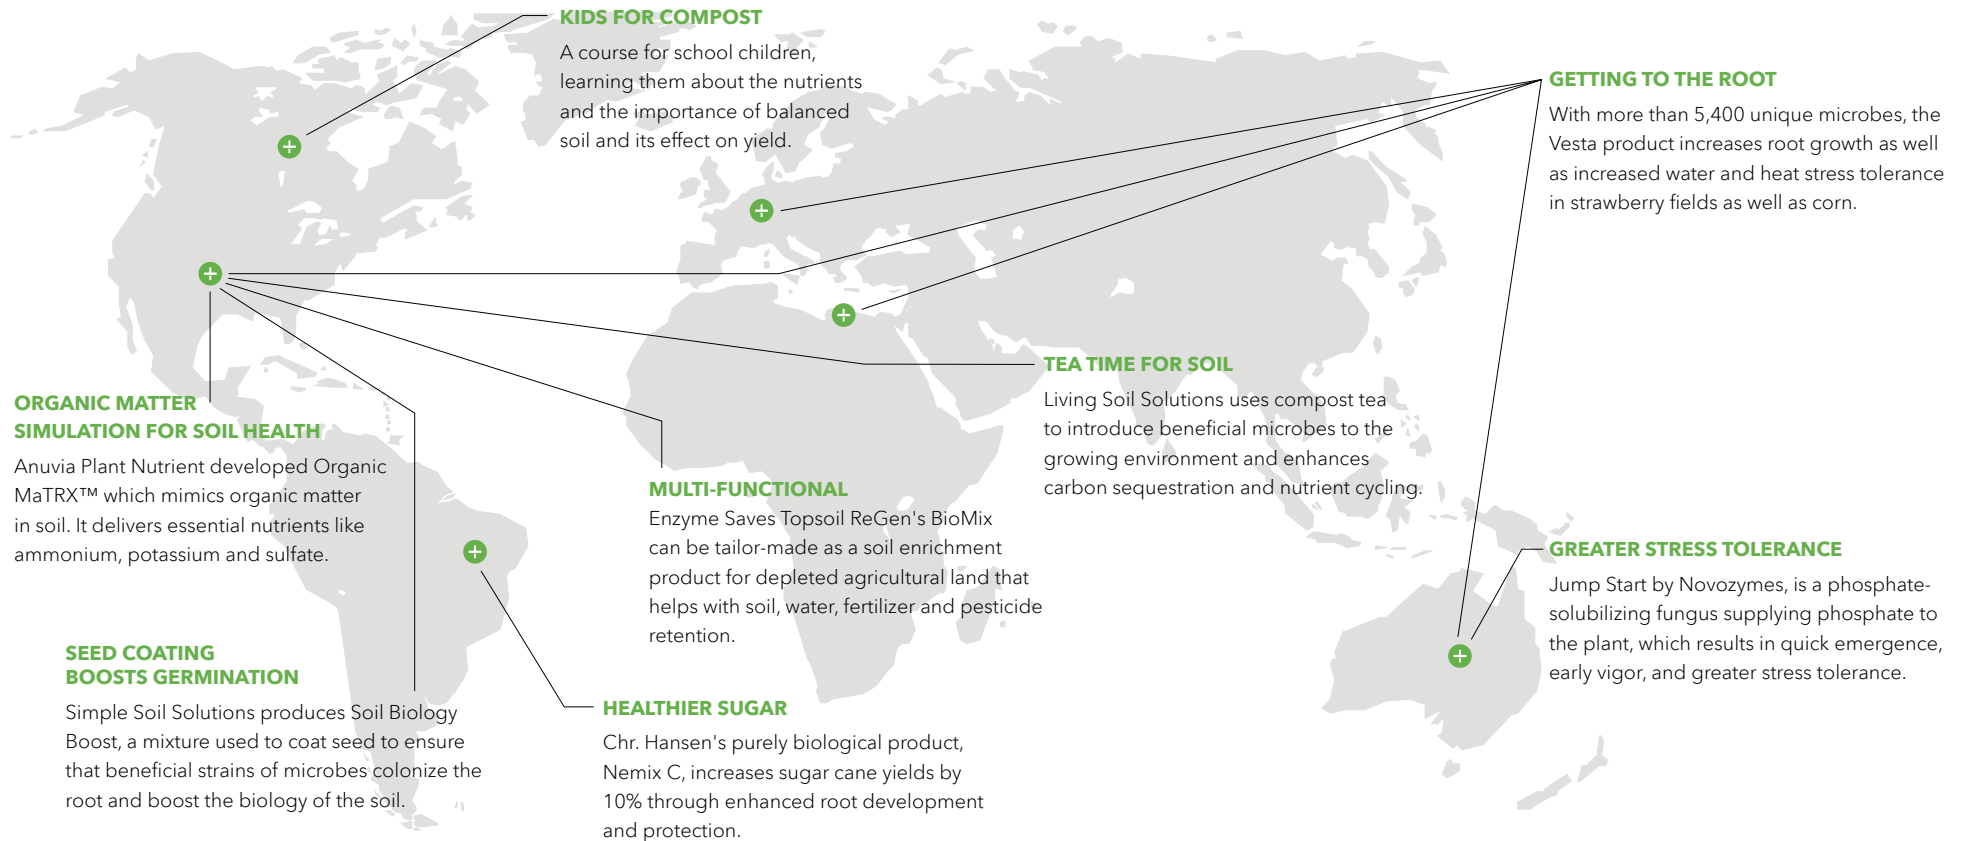 KIDS FOR COMPOST
A course for school children,
learning them about the nutrients
and the importance of balanced
soil and its effect on yield.
GETTING TO THE ROOT
With more than 5,400 unique microbes, the
Vesta product increases root growth as well
as increased water and heat stress tolerance
in strawberry fields as well as corn.
TEA TIME FOR SOIL
Living Soil Solutions uses compost tea
to introduce beneficial microbes to the
growing environment and enhances
carbon sequestration and nutrient cycling.
ORGANIC MATTER
SIMULATION FOR SOIL HEALTH
Anuvia Plant Nutrient developed Organic
MaTRX™ which mimics organic matter
in soil. It delivers essential nutrients like
ammonium, potassium and sulfate.
MULTI-FUNCTIONAL
Enzyme Saves Topsoil ReGen's BioMix
can be tailor-made as a soil enrichment
product for depleted agricultural land that
helps with soil, water, fertilizer and pesticide
retention.
GREATER STRESS TOLERANCE
Jump Start by Novozymes, is a phosphate-
solubilizing fungus supplying phosphate to
the plant, which results in quick emergence,
early vigor, and greater stress tolerance.
SEED COATING
BOOSTS GERMINATION
Simple Soil Solutions produces Soil Biology
Boost, a mixture used to coat seed to ensure
that beneficial strains of microbes colonize the
root and boost the biology of the soil.
HEALTHIER SUGAR
Chr. Hansen's purely biological product,
Nemix C, increases sugar cane yields by
10% through enhanced root development
and protection.